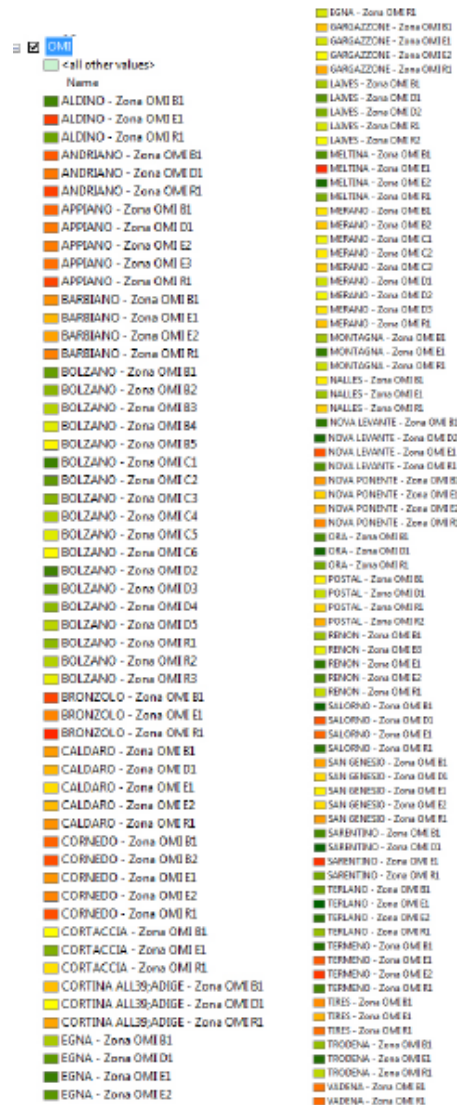 OMI
<all other values>
Name
ALDINO - Zona OMI B1
ALDINO - Zona OMI E1
ALDINO - Zona OMI R1
ANDRIANO - Zona OMI B1
ANDRIANO - Zona OMI D1
ANDRIANO - Zona OMI R1
APPIANO - Zona OMI B1
APPIANO - Zona OMI D1
APPIANO - Zona OMI E2
APPIANO - Zona OMI E3
APPIANO - Zona OMI R1
BARBIANO - Zona OMI B1
BARBIANO - Zona OMI E1
BARBIANO - Zona OMI E2
BARBIANO - Zona OMI R1
BOLZANO - Zona OMI B1
BOLZANO - Zona OMI B2
BOLZANO - Zona OMI B3
BOLZANO - Zona OMI B4
BOLZANO - Zona OMI B5
BOLZANO - Zona OMI C1
BOLZANO - Zona OMI C2
BOLZANO - Zona OMI C3
BOLZANO - Zona OMI C4
BOLZANO - Zona OMI C5
BOLZANO - Zona OMI C6
BOLZANO - Zona OMI D2
BOLZANO - Zona OMI D3
BOLZANO - Zona OMI D4
BOLZANO - Zona OMI D5
BOLZANO - Zona OMI R1
BOLZANO - Zona OMI R2
BOLZANO - Zona OMI R3
BRONZOLO - Zona OMI B1
BRONZOLO - Zona OMI E1
BRONZOLO - Zona OMI R1
CALDARO - Zona OMI B1
CALDARO - Zona OMI D1
CALDARO - Zona OMI E1
CALDARO - Zona OMI E2
CALDARO - Zona OMI R1
CORNEDO - Zona OMI B1
CORNEDO - Zona OMI B2
CORNEDO - Zona OMI E1
CORNEDO - Zona OMI E2
CORNEDO - Zona OMI R1
CORTACCIA - Zona OMI B1
CORTACCIA - Zona OMI E1
CORTACCIA - Zona OMI R1
CORTINA ALL39;ADIGE - Zona OMI B1
CORTINA ALL39;ADIGE - Zona OMI D1
CORTINA ALL39;ADIGE - Zona OMI R1
EGNA - Zona OMI B1
EGNA - Zona OMI D1
EGNA - Zona OMI E1
EGNA - Zona OMI E2
EGNA - Zona OMI R1
GARGAZZONE - Zona OMI B1
GARGAZZONE - Zona OMI E1
GARGAZZONE - Zona OMI E2
GARGAZZONE - Zona OMI R1
LAIVES - Zona OMI B1
LAIVES - Zona OMI D1
LAIVES - Zona OMI D2
LAIVES - Zona OMI R1
LAIVES - Zona OMI R2
MELTINA - Zona OMI B1
MELTINA - Zona OMI E1
MELTINA - Zona OMI E2
MELTINA - Zona OMI R1
MERANO - Zona OMI B1
MERANO - Zona OMI B2
MERANO - Zona OMI C1
MERANO - Zona OMI C2
MERANO - Zona OMI
MERANO - Zona OMI D1
MERANO - Zona OMI D2
MERANO - Zona OMI D3
MERANO - Zona OMI R1
MONTAGNA - Zona OMI B1
MONTAGNA - Zona OMI E1
MONTAGNA - Zona OMI R1
NALLES - Zona OMI B1
NALLES - Zona OMI E1
NALLES - Zona OMI R1
NOVA LEVANTE - Zona OMI B1
NOVA LEVANTE - Zona OMI D2
NOVA LEVANTE - Zona OMI E1
NOVA LEVANTE - Zona OMI R1
NOVA PONENTE - Zona OMI
NOVA PONENTE - Zona OMI E1
NOVA PONENTE - Zona OMI E2
NOVA PONENTE - Zona OMI
ORA - Zona OMI B1
ORA - Zona OMI D1
ORA - Zona OMI R1
POSTAL - Zona OMI B1
POSTAL - Zona OMI D1
POSTAL - Zona OMI R1
POSTAL - Zona OMI R2
RENON - Zona OMI B1
RENON - Zona OMI
RENON - Zona OMI E1
RENON - Zona OMI E2
RENON - Zona OMI R1
SALORNO - Zona OMI B1
SALORNO - Zona OMI D1
SALORNO - Zona OMI E1
SALORNO - Zona OMI R1
SAN GENESIO - Zona OMI B1
SAN GENESIO - Zona OMI D1
SAN GENESIO - Zona OMI E1
SAN GENESIO - Zona OMI E2
SAN GENESIO - Zona OMI R1
SARENTINO - Zona OMI B1
SARENTINO - Zona OMI D1
SARENTINO - Zona OMI E1
SARENTINO - Zona OMI R1
TERLANO - Zona OMI B1
TERLANO - Zona OMI E1
TERLANO - Zona OMI E2
TERLANO - Zona OMI R1
TERMENO - Zona OMI B1
TERMENO - Zona OMI E1
TERMENO - Zona OMI E2
TERMENO - Zona OMI R1
TIRES - Zona OMI B1
TIRES - Zona OMI E1
TIRES - Zona OMI R1
TRODENA - Zona OMI B1
TRODENA - Zona OMI E1
TRODENA - Zona OMI R1
VADENA - Zona OMI B1
VADENA - Zona OMI R1